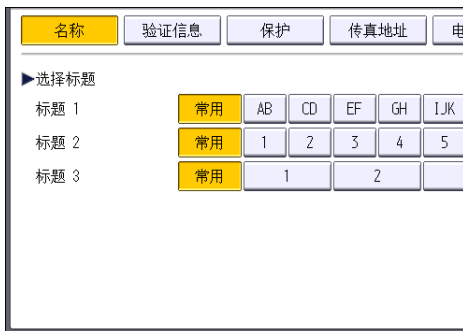 名称 验证信息 保护 传真地址 电
▶选择标题
标题 1 常用 AB CD EF GH IJK
标题 2 常用 1 2 3 4 5
标题 3 常用 1 2